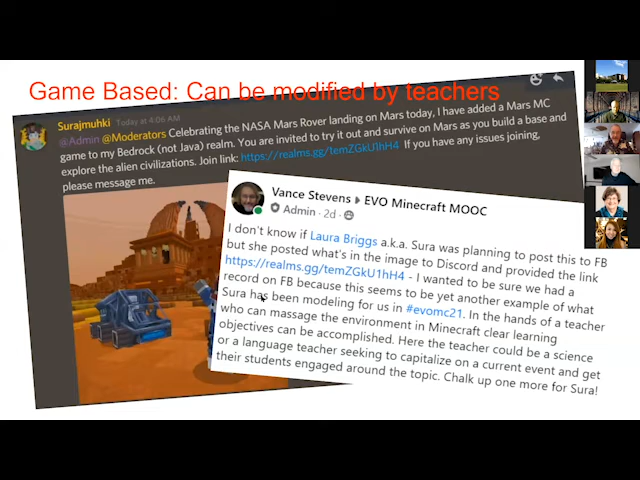 Game Based: Can be modified by teachers
Surajmuhki Today at 4:06 AM
@Admin @Moderators Celebrating the NASA Mars Rover landing on Mars today, I have added a Mars MC
game to my Bedrock (not Java) realm. You are invited to try it out and survive on Mars as you build a base and
explore the alien civilizations. Join link: https://realms.gg/temZGkU1hH4 If you have any issues joining,
please message me.
Vance Stevens ▸ EVO Minecraft MOOC
Admin · 2d ·
I don't know if Laura Briggs a.k.a. Sura was planning to post this to FB
but she posted what's in the image to Discord and provided the link
https://realms.gg/temZGkU1hH4 - I wanted to be sure we had a
record on FB because this seems to be yet another example of what
Sura has been modeling for us in #evomc21. In the hands of a teacher
who can massage the environment in Minecraft clear learning
objectives can be accomplished. Here the teacher could be a science
or a language teacher seeking to capitalize on a current event and get
their students engaged around the topic. Chalk up one more for Sura!